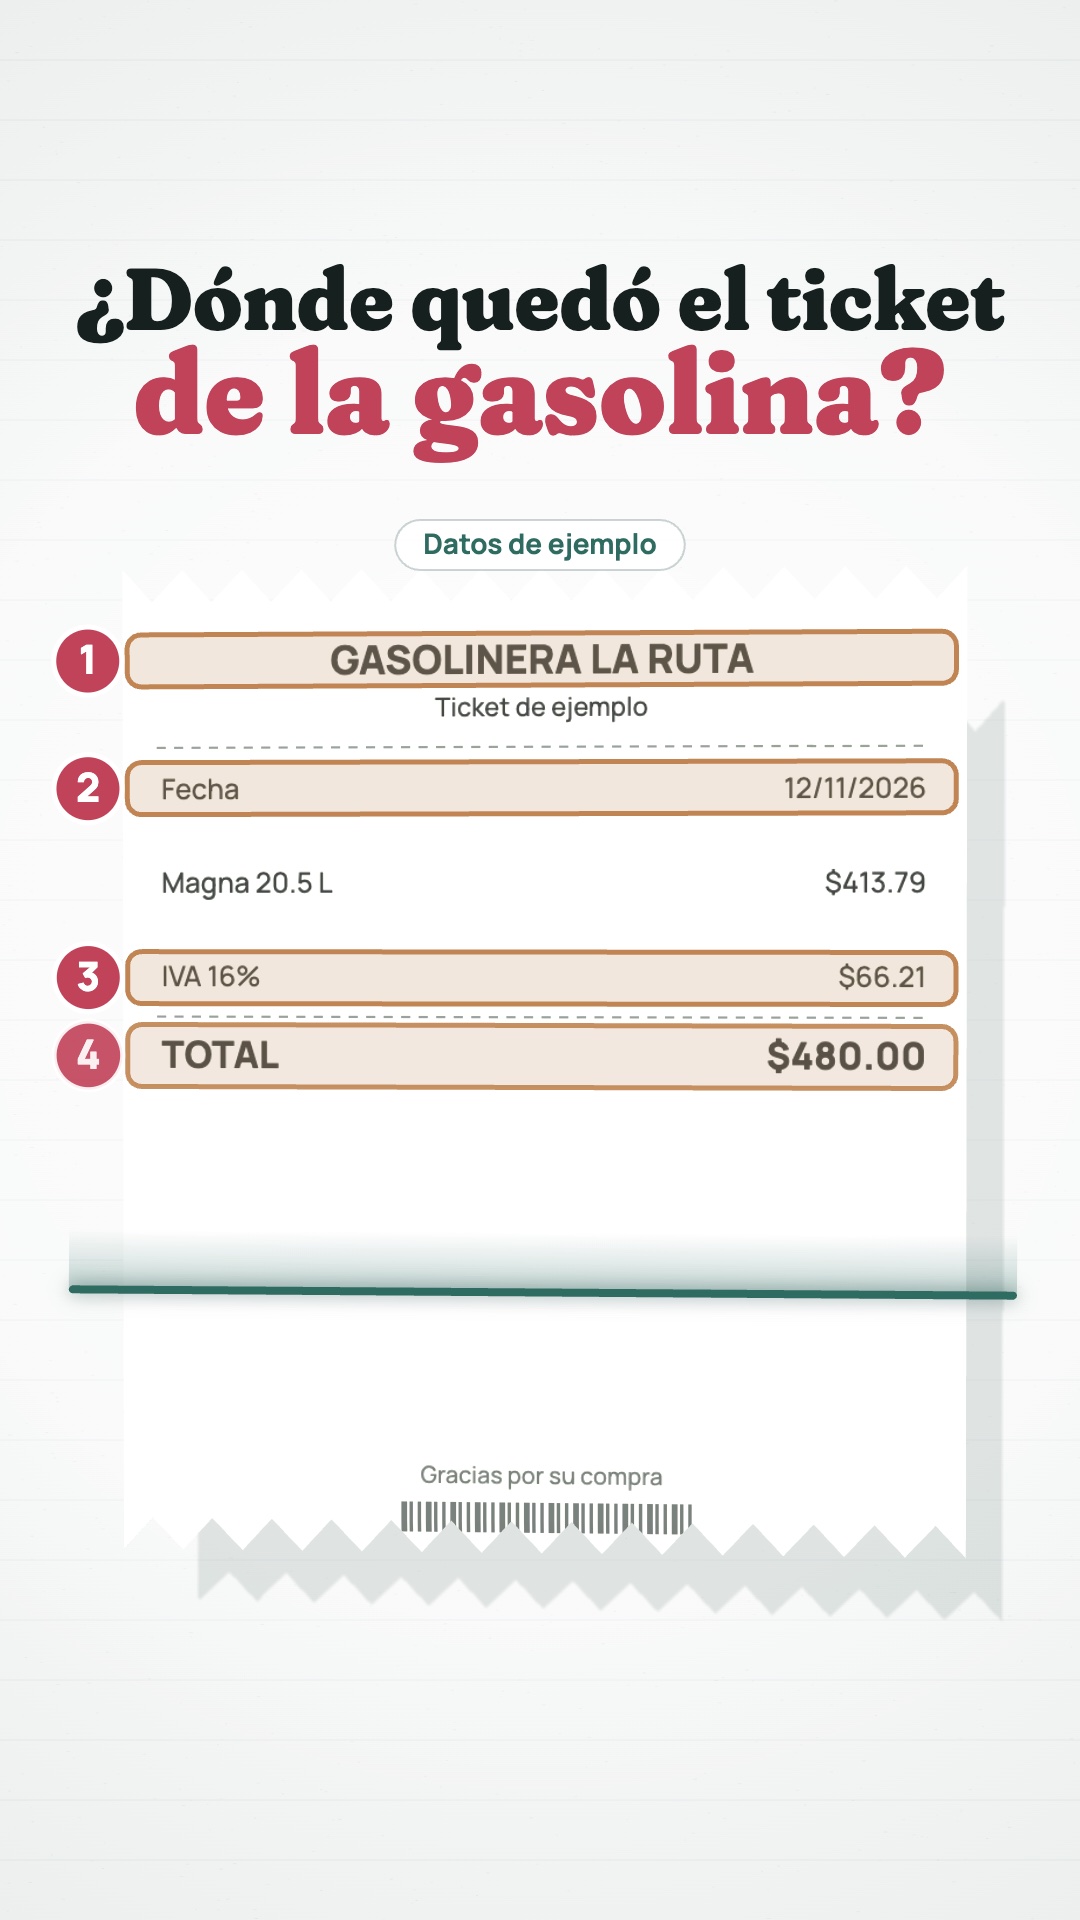 ¿Dónde quedó el ticket
de la gasolina?
Datos de ejemplo
1 GASOLINERA LA RUTA
Ticket de ejemplo
2 Fecha 12/11/2026
Magna 20.5 L $413.79
3 IVA 16% $66.21
4 TOTAL $480.00
Gracias por su compra